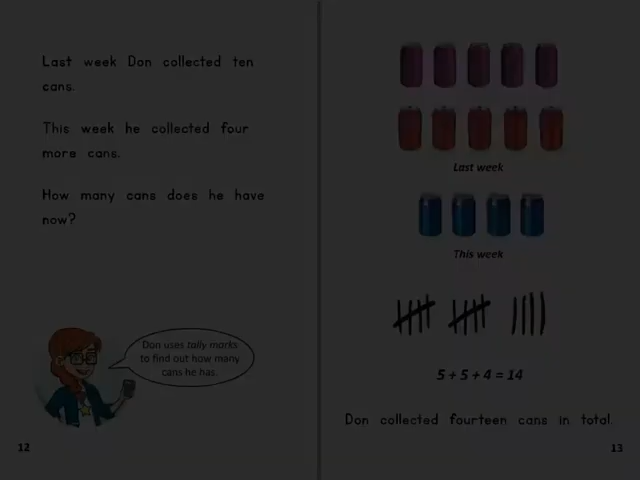 Last week Don collected ten
cans.
This week he collected four
more cans.
How many cans does he have
now?
Don uses tally marks
to find out how many
cans he has.
12
Last week
This week
5 + 5 + 4 = 14
Don collected fourteen cans in total.
13